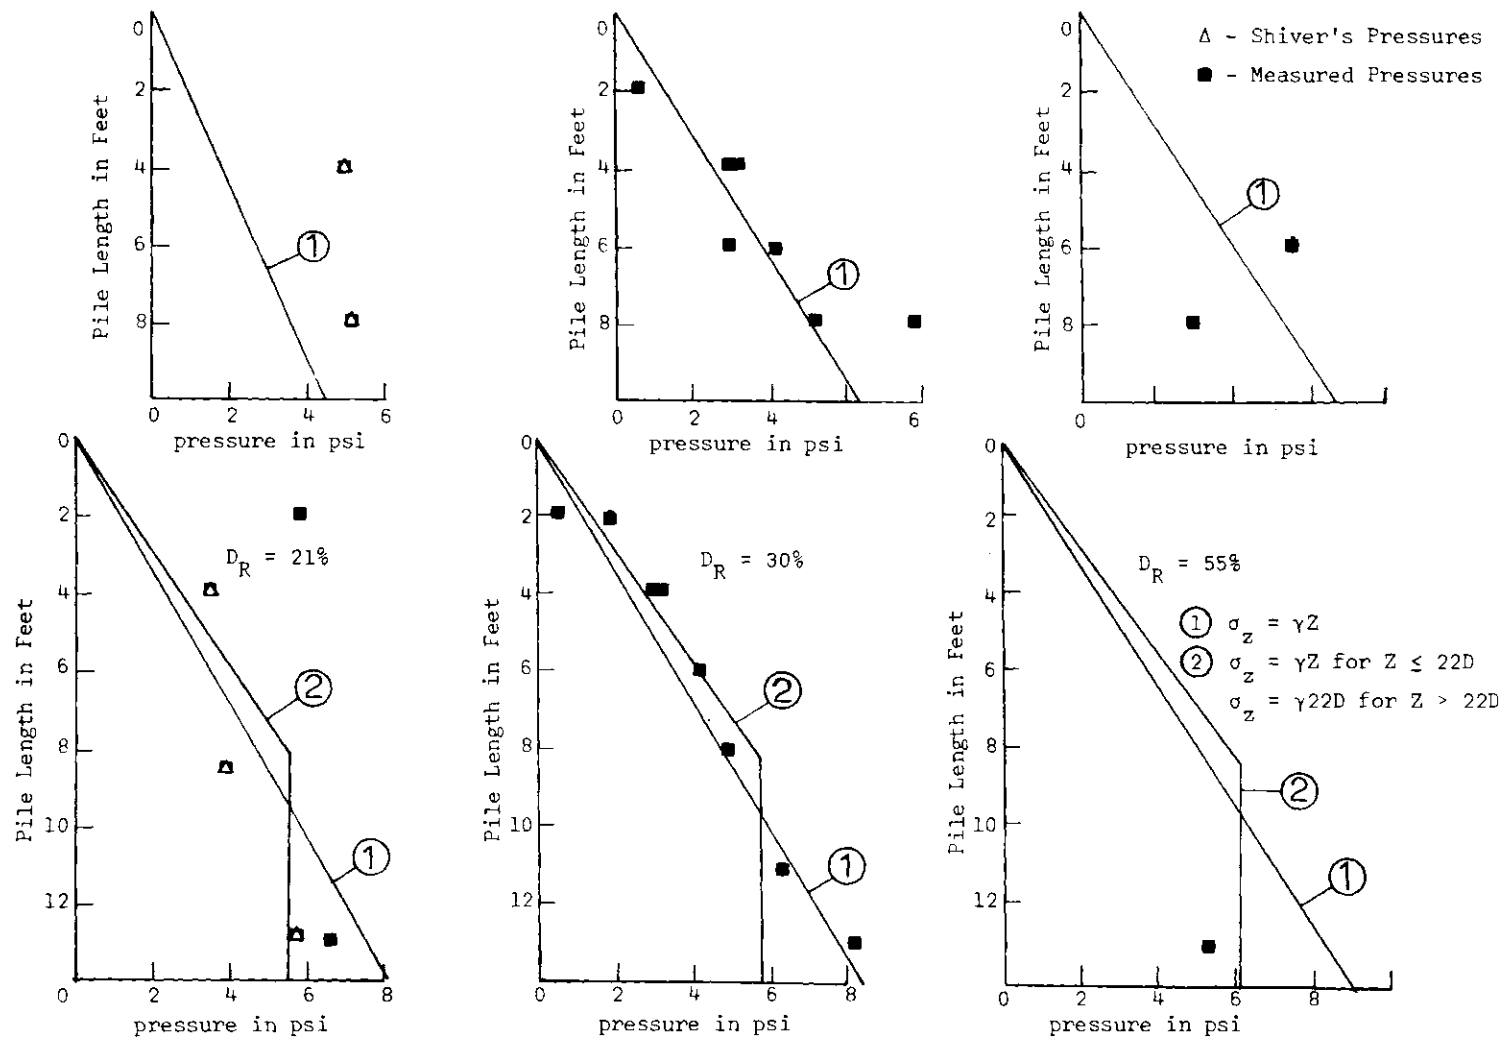 △ - Shiver's Pressures
■ - Measured Pressures
Pile Length in Feet
0
2
4
6
8
①
0 2 4 6
pressure in psi
Pile Length in Feet
0
2
4
6
8
①
0 2 4 6
pressure in psi
Pile Length in Feet
0
2
4
6
8
①
0
pressure in psi
Pile Length in Feet
0
2
4
6
8
10
12
D_R = 21%
②
①
0 2 4 6 8
pressure in psi
Pile Length in Feet
0
2
4
6
8
10
12
D_R = 30%
②
①
0 2 4 6 8
pressure in psi
Pile Length in Feet
0
2
4
6
8
10
12
D_R = 55%
① σ_z = γZ
② σ_z = γZ for Z ≤ 22D
σ_z = γ22D for Z > 22D
②
①
0 2 4 6 8
pressure in psi